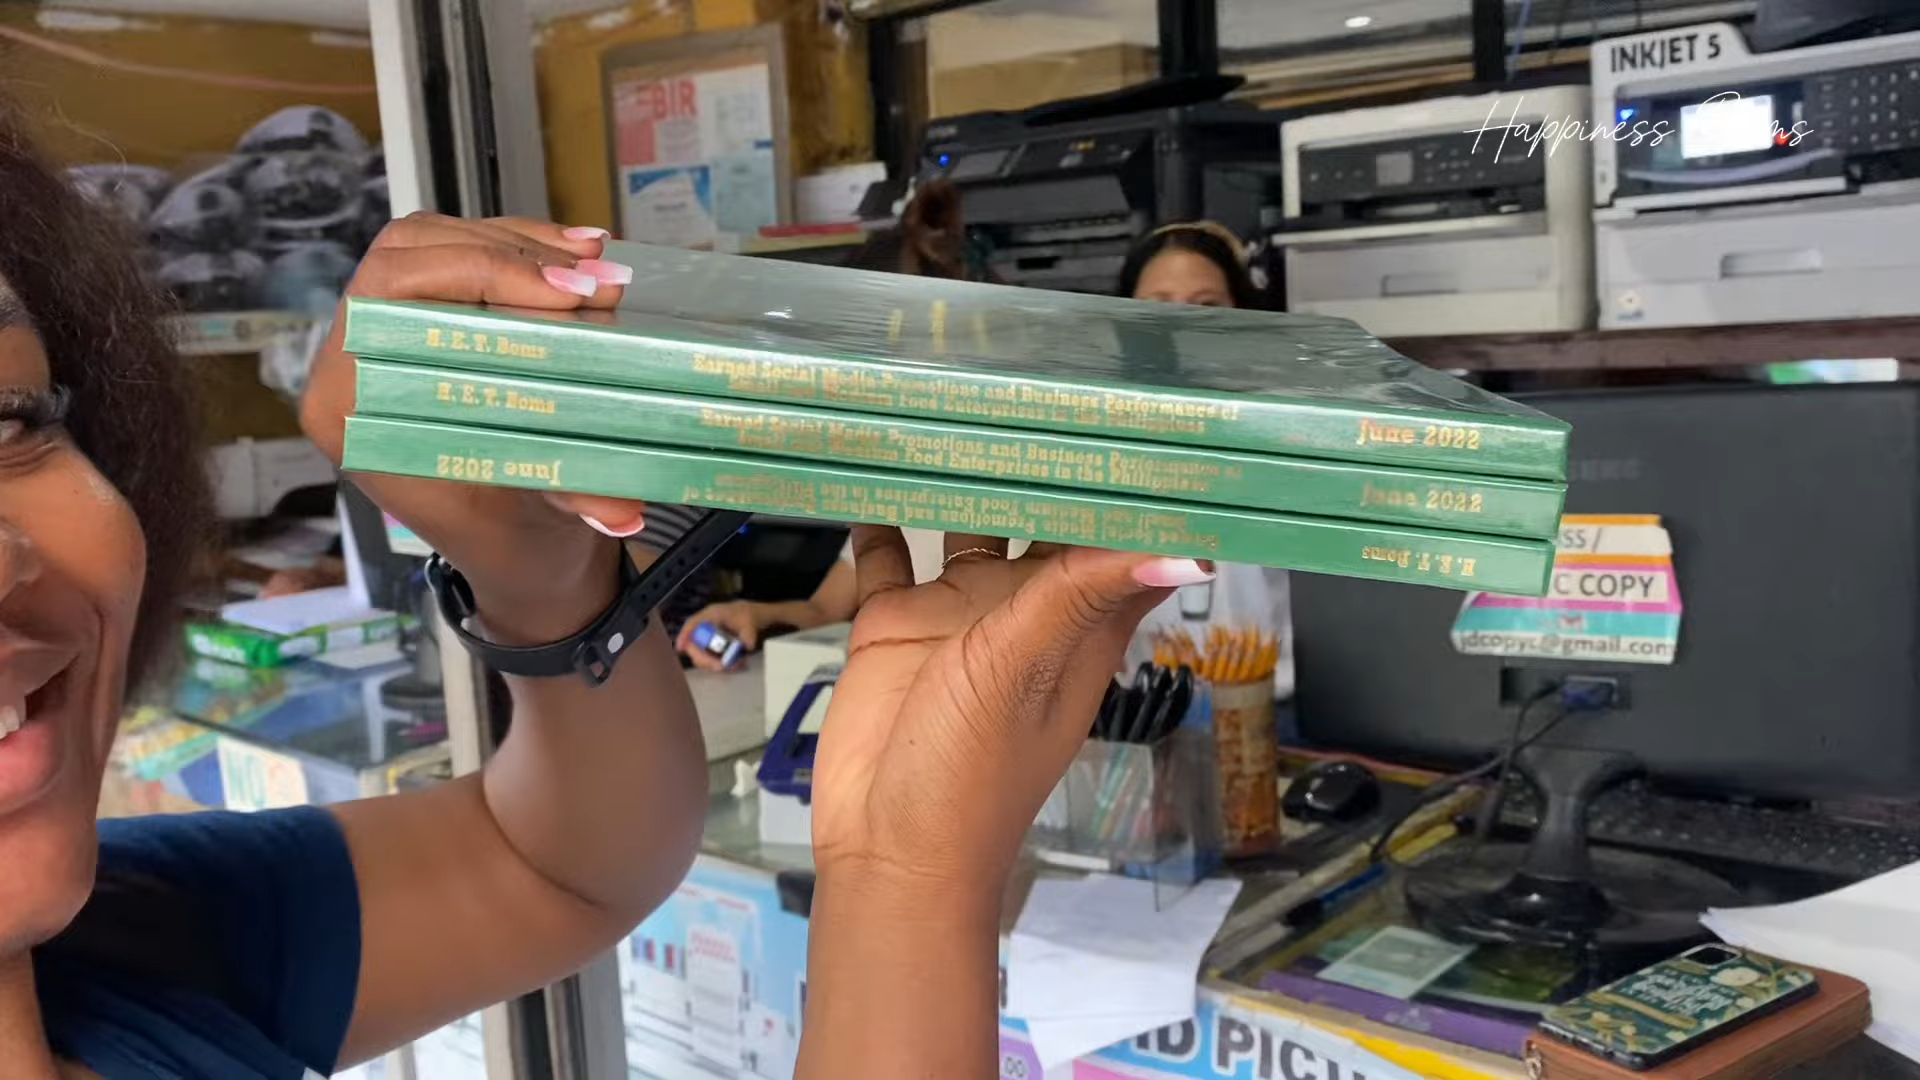 INKJET 5
BIR
Happiness
H. E. T. Boms
Earned Social Media Promotions and Business Performance of
Small and Medium Food Enterprises in the Philippines
June 2022
H. E. T. Boms
Earned Social Media Promotions and Business Performance of
Small and Medium Food Enterprises in the Philippines
June 2022
June 2022
Earned Social Media Promotions and Business Performance of
Small and Medium Food Enterprises in the Philippines
H. E. T. Boms
SS /
C COPY
jdcopyc@gmail.com
ID PICTU